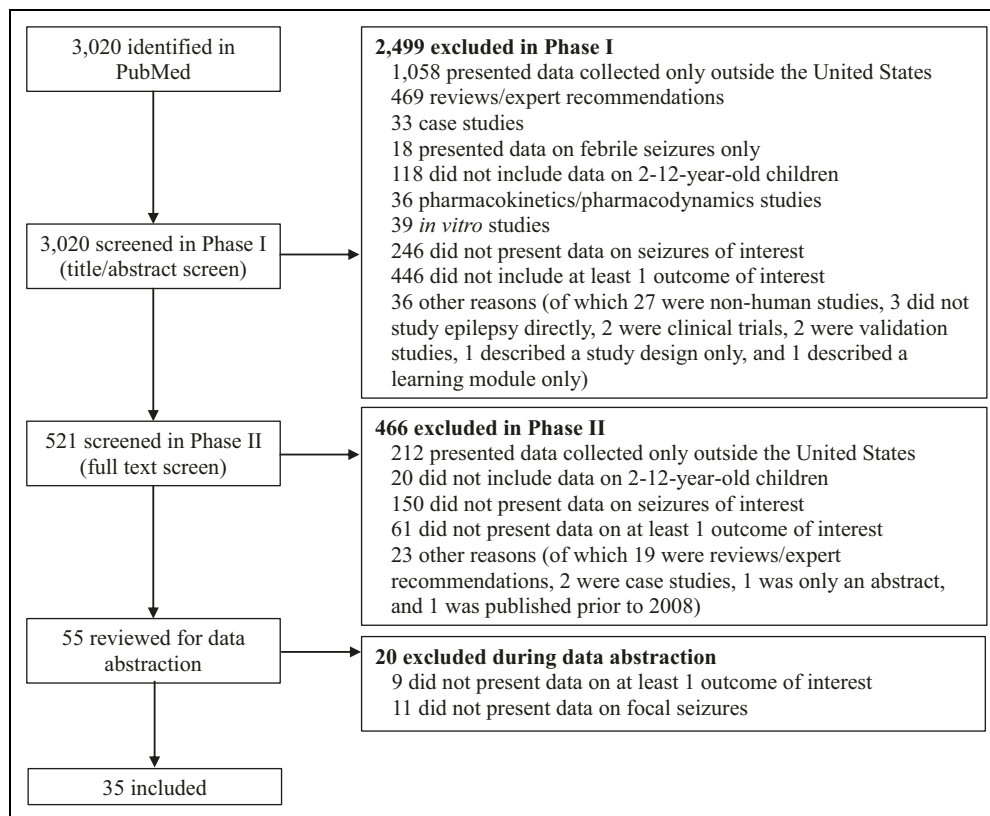 3,020 identified in
PubMed
2,499 excluded in Phase I
1,058 presented data collected only outside the United States
469 reviews/expert recommendations
33 case studies
18 presented data on febrile seizures only
118 did not include data on 2-12-year-old children
36 pharmacokinetics/pharmacodynamics studies
39 in vitro studies
246 did not present data on seizures of interest
446 did not include at least 1 outcome of interest
36 other reasons (of which 27 were non-human studies, 3 did not
study epilepsy directly, 2 were clinical trials, 2 were validation
studies, 1 described a study design only, and 1 described a
learning module only)
3,020 screened in Phase I
(title/abstract screen)
466 excluded in Phase II
212 presented data collected only outside the United States
20 did not include data on 2-12-year-old children
150 did not present data on seizures of interest
61 did not present data on at least 1 outcome of interest
23 other reasons (of which 19 were reviews/expert
recommendations, 2 were case studies, 1 was only an abstract,
and 1 was published prior to 2008)
521 screened in Phase II
(full text screen)
55 reviewed for data
abstraction
20 excluded during data abstraction
9 did not present data on at least 1 outcome of interest
11 did not present data on focal seizures
35 included